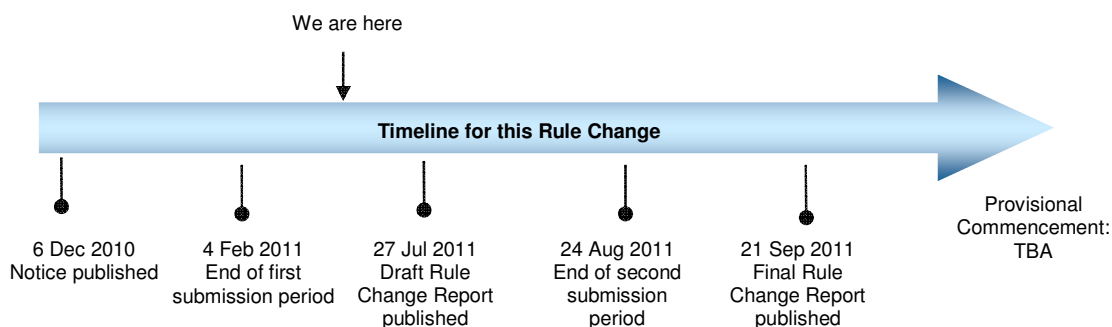 We are here
Timeline for this Rule Change
6 Dec 2010
Notice published
4 Feb 2011
End of first
submission period
27 Jul 2011
Draft Rule
Change Report
published
24 Aug 2011
End of second
submission
period
21 Sep 2011
Final Rule
Change Report
published
Provisional
Commencement:
TBA